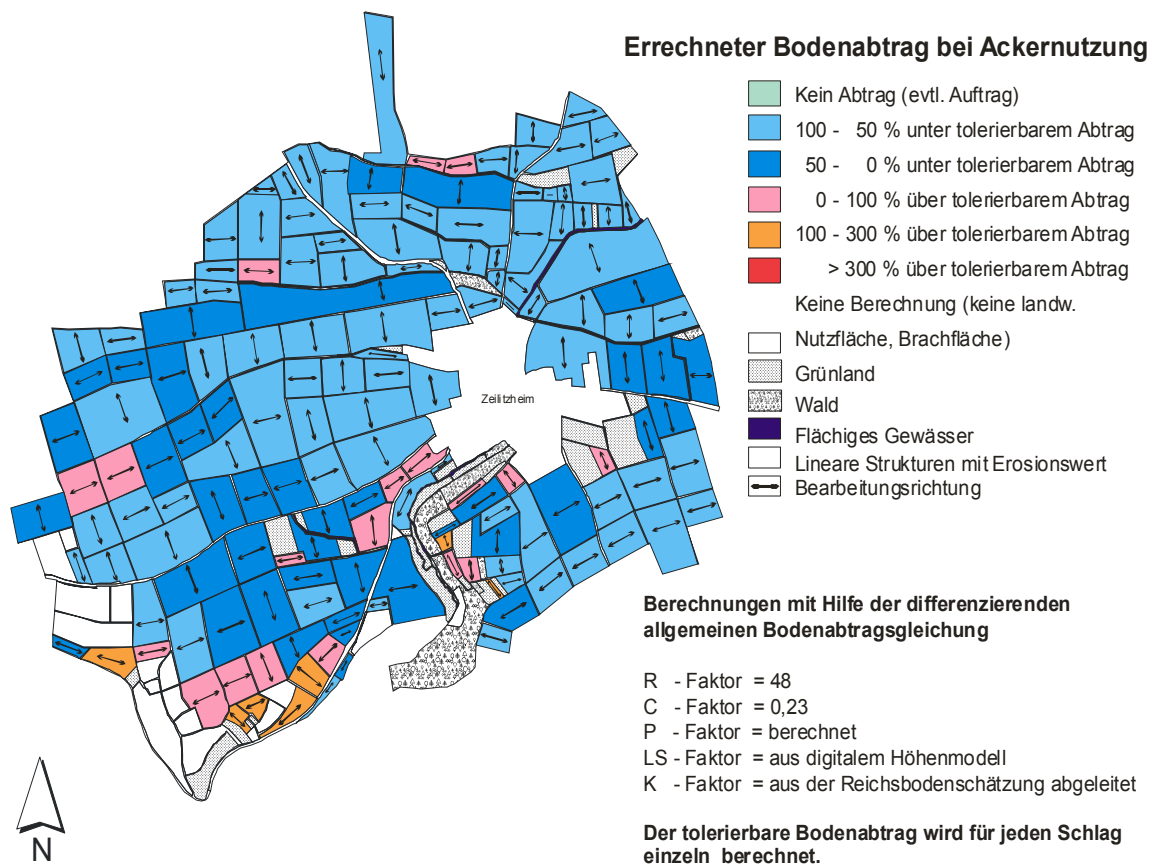 Errechneter Bodenabtrag bei Ackernutzung
Kein Abtrag (evtl. Auftrag)
100 - 50 % unter tolerierbarem Abtrag
50 - 0 % unter tolerierbarem Abtrag
0 - 100 % über tolerierbarem Abtrag
100 - 300 % über tolerierbarem Abtrag
> 300 % über tolerierbarem Abtrag
Keine Berechnung (keine landw.
Nutzfläche, Brachfläche)
Grünland
Wald
Flächiges Gewässer
Lineare Strukturen mit Erosionswert
Bearbeitungsrichtung
Zeilitzheim
Berechnungen mit Hilfe der differenzierenden
allgemeinen Bodenabtragsgleichung
R - Faktor = 48
C - Faktor = 0,23
P - Faktor = berechnet
LS - Faktor = aus digitalem Höhenmodell
K - Faktor = aus der Reichsbodenschätzung abgeleitet
Der tolerierbare Bodenabtrag wird für jeden Schlag
einzeln berechnet.
N